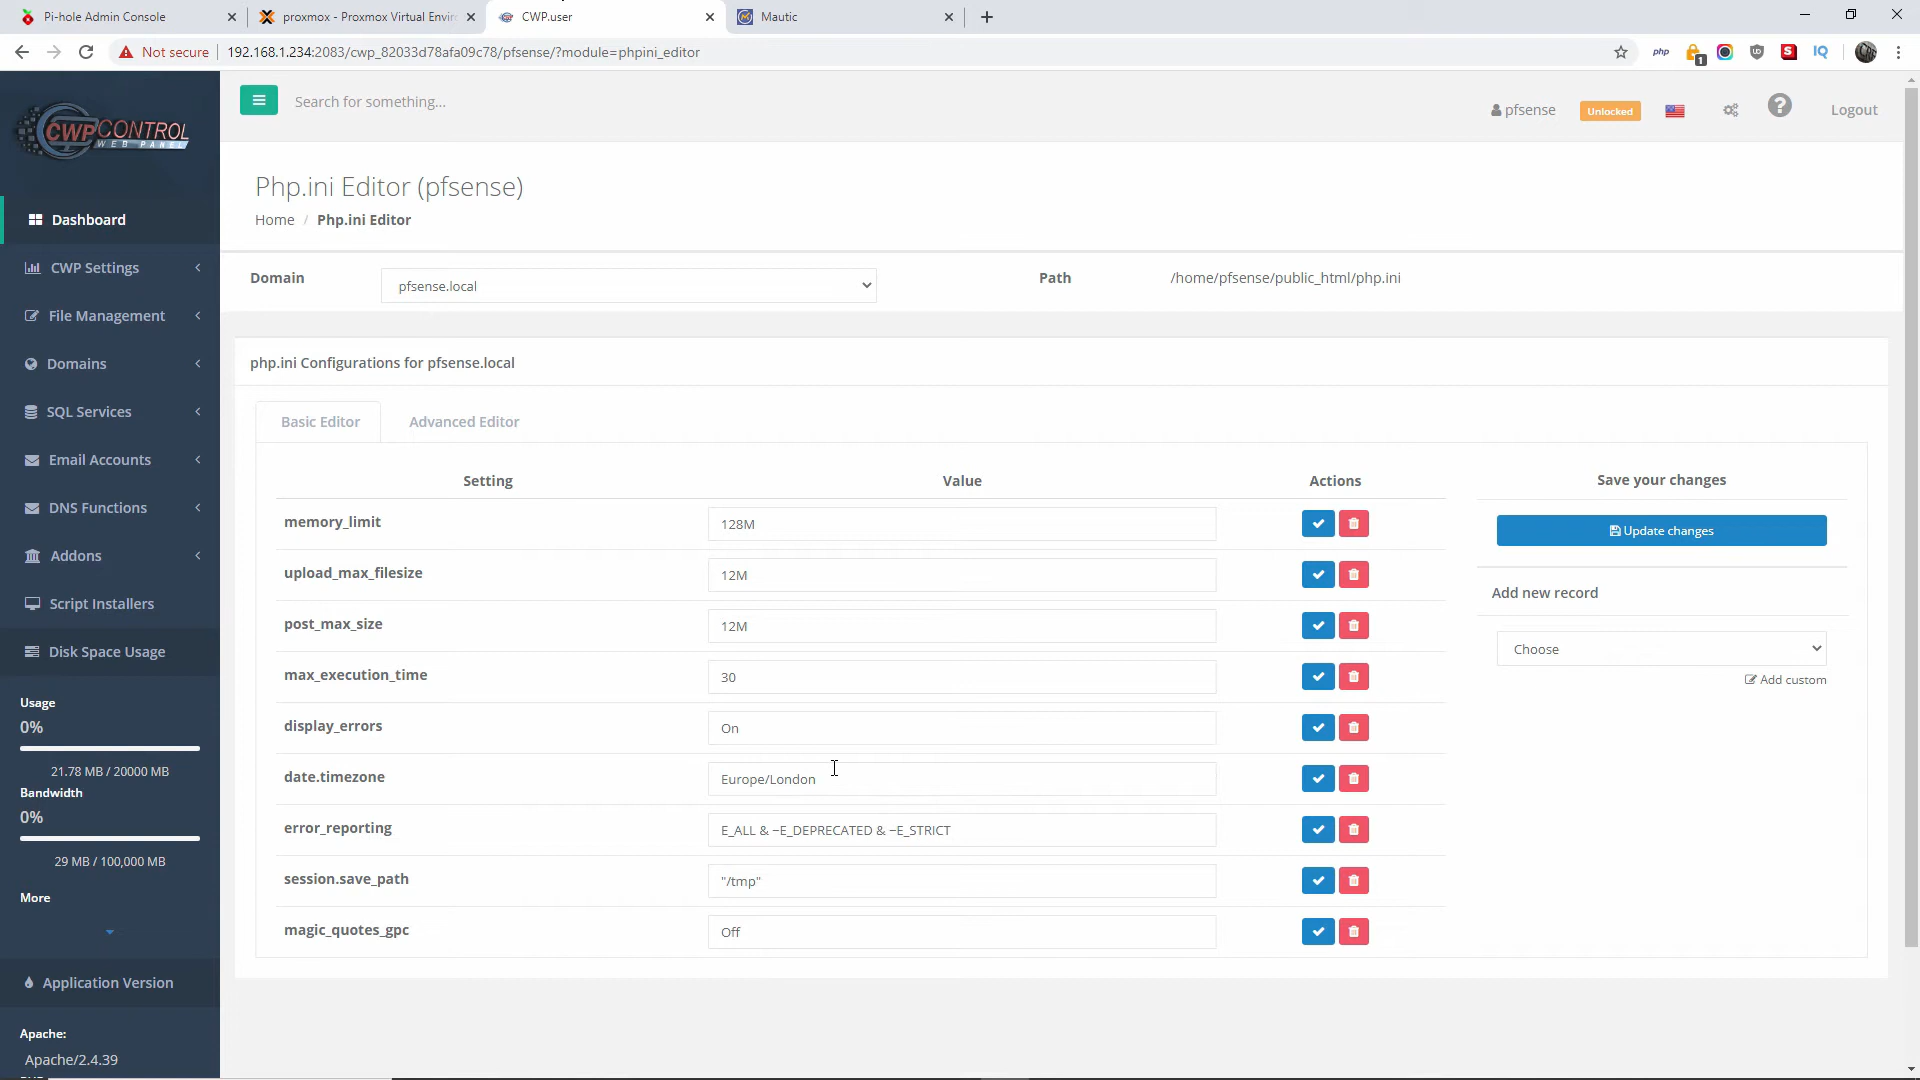 Pi-hole Admin Console
proxmox - Proxmox Virtual Envir
CWP.user
Mautic
Not secure
192.168.1.234:2083/cwp_82033d78afa09c78/pfsense/?module=phpini_editor
php
1
IQ
CWPCONTROL
WEB PANEL
Search for something...
pfsense
Unlocked
Logout
Php.ini Editor (pfsense)
Home / Php.ini Editor
Dashboard
CWP Settings
File Management
Domains
SQL Services
Email Accounts
DNS Functions
Addons
Script Installers
Disk Space Usage
Usage
0%
21.78 MB / 20000 MB
Bandwidth
0%
29 MB / 100,000 MB
More
Application Version
Apache:
Apache/2.4.39
Domain
pfsense.local
Path
/home/pfsense/public_html/php.ini
php.ini Configurations for pfsense.local
Basic Editor
Advanced Editor
Setting Value Actions
memory_limit 128M
upload_max_filesize 12M
post_max_size 12M
max_execution_time 30
display_errors On
date.timezone Europe/London
error_reporting E_ALL & ~E_DEPRECATED & ~E_STRICT
session.save_path "/tmp"
magic_quotes_gpc Off
Save your changes
Update changes
Add new record
Choose
Add custom